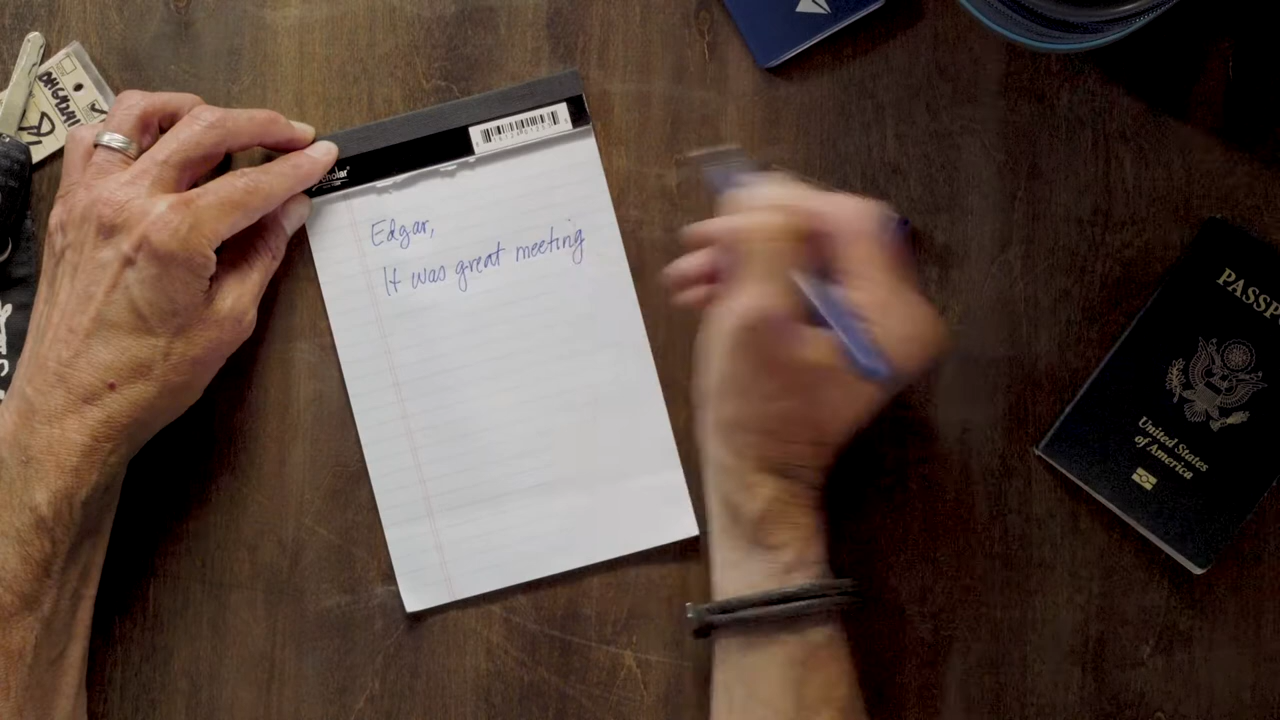 Edgar,
It was great meeting
PASSP
United States
of America